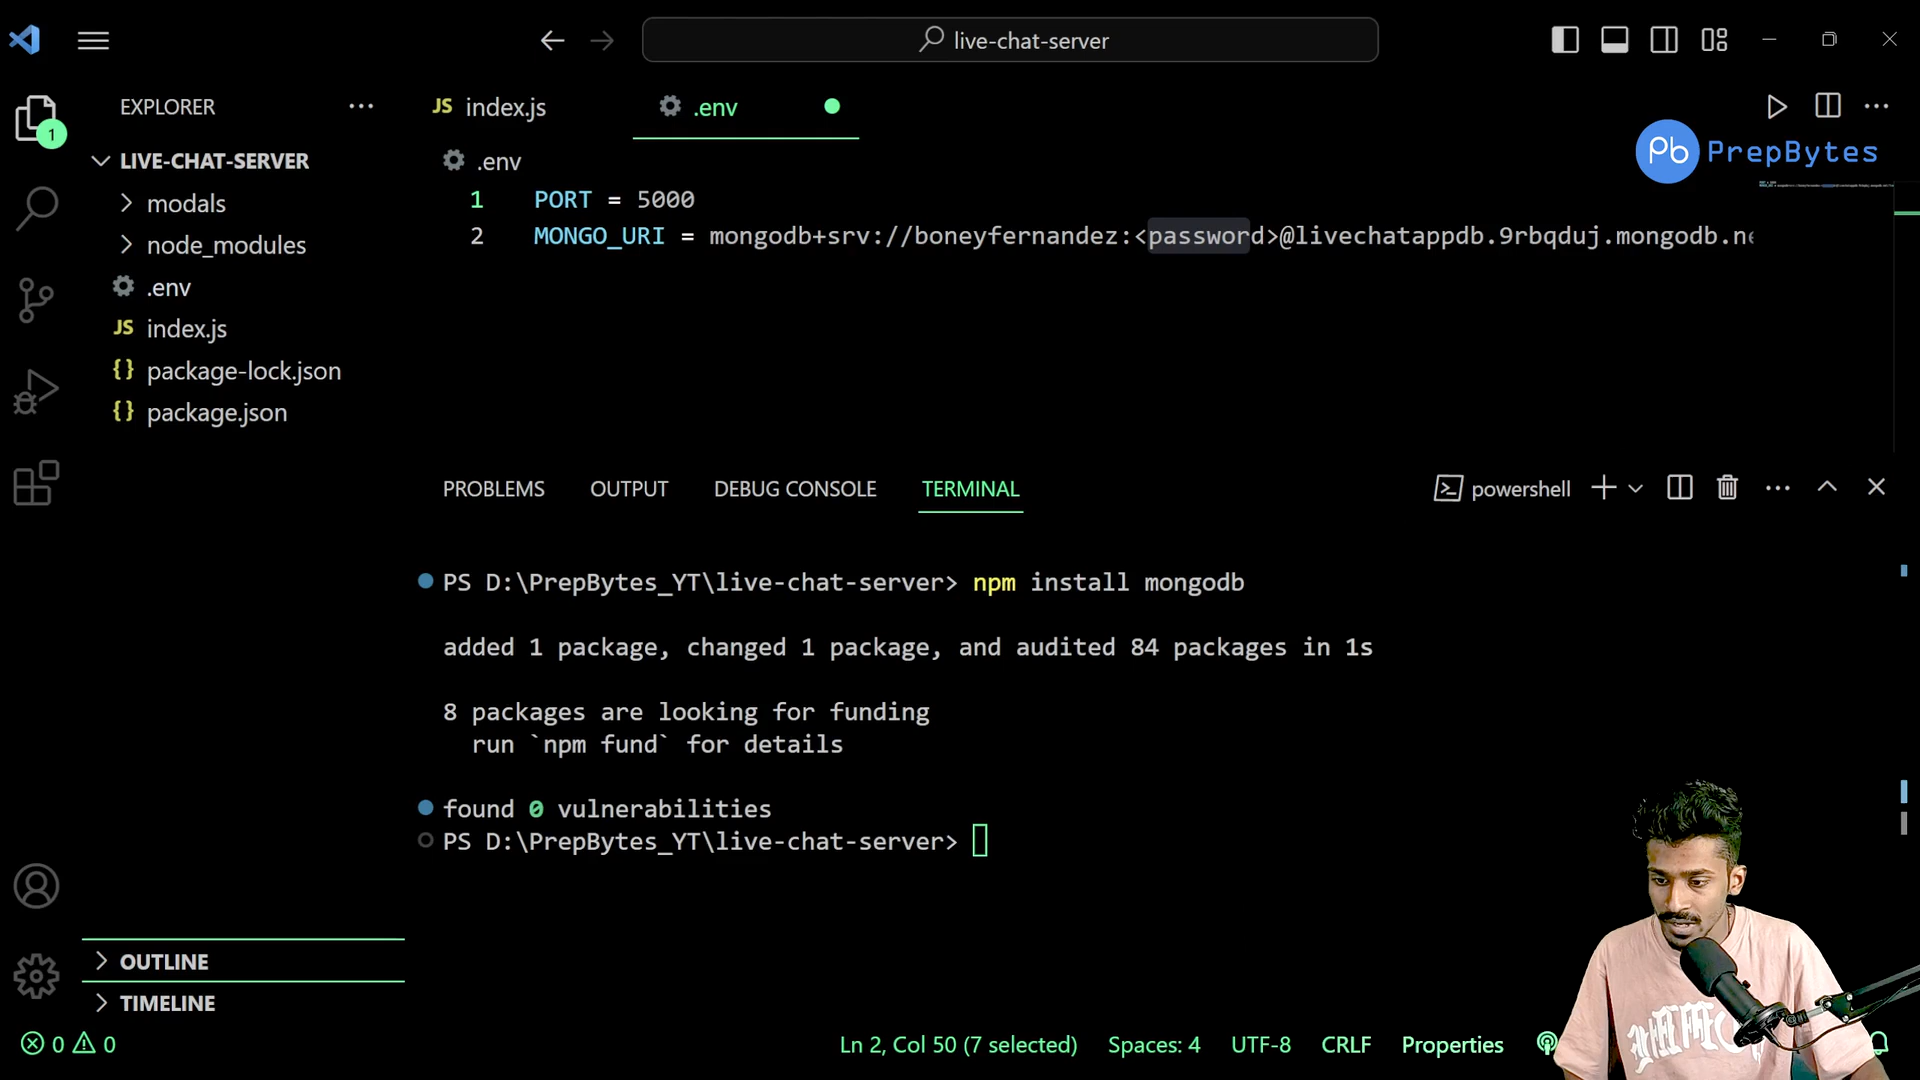 live-chat-server
EXPLORER
JS index.js
.env
1
Pb PrepBytes
LIVE-CHAT-SERVER
.env
modals
1 PORT = 5000
node_modules
2 MONGO_URI = mongodb+srv://boneyfernandez:<password>@livechatappdb.9rbqduj.mongodb.ne
.env
JS index.js
{} package-lock.json
{} package.json
PROBLEMS OUTPUT DEBUG CONSOLE TERMINAL
powershell
PS D:\PrepBytes_YT\live-chat-server> npm install mongodb
added 1 package, changed 1 package, and audited 84 packages in 1s
8 packages are looking for funding
run `npm fund` for details
found 0 vulnerabilities
PS D:\PrepBytes_YT\live-chat-server>
OUTLINE
TIMELINE
0 0
Ln 2, Col 50 (7 selected) Spaces: 4 UTF-8 CRLF Properties